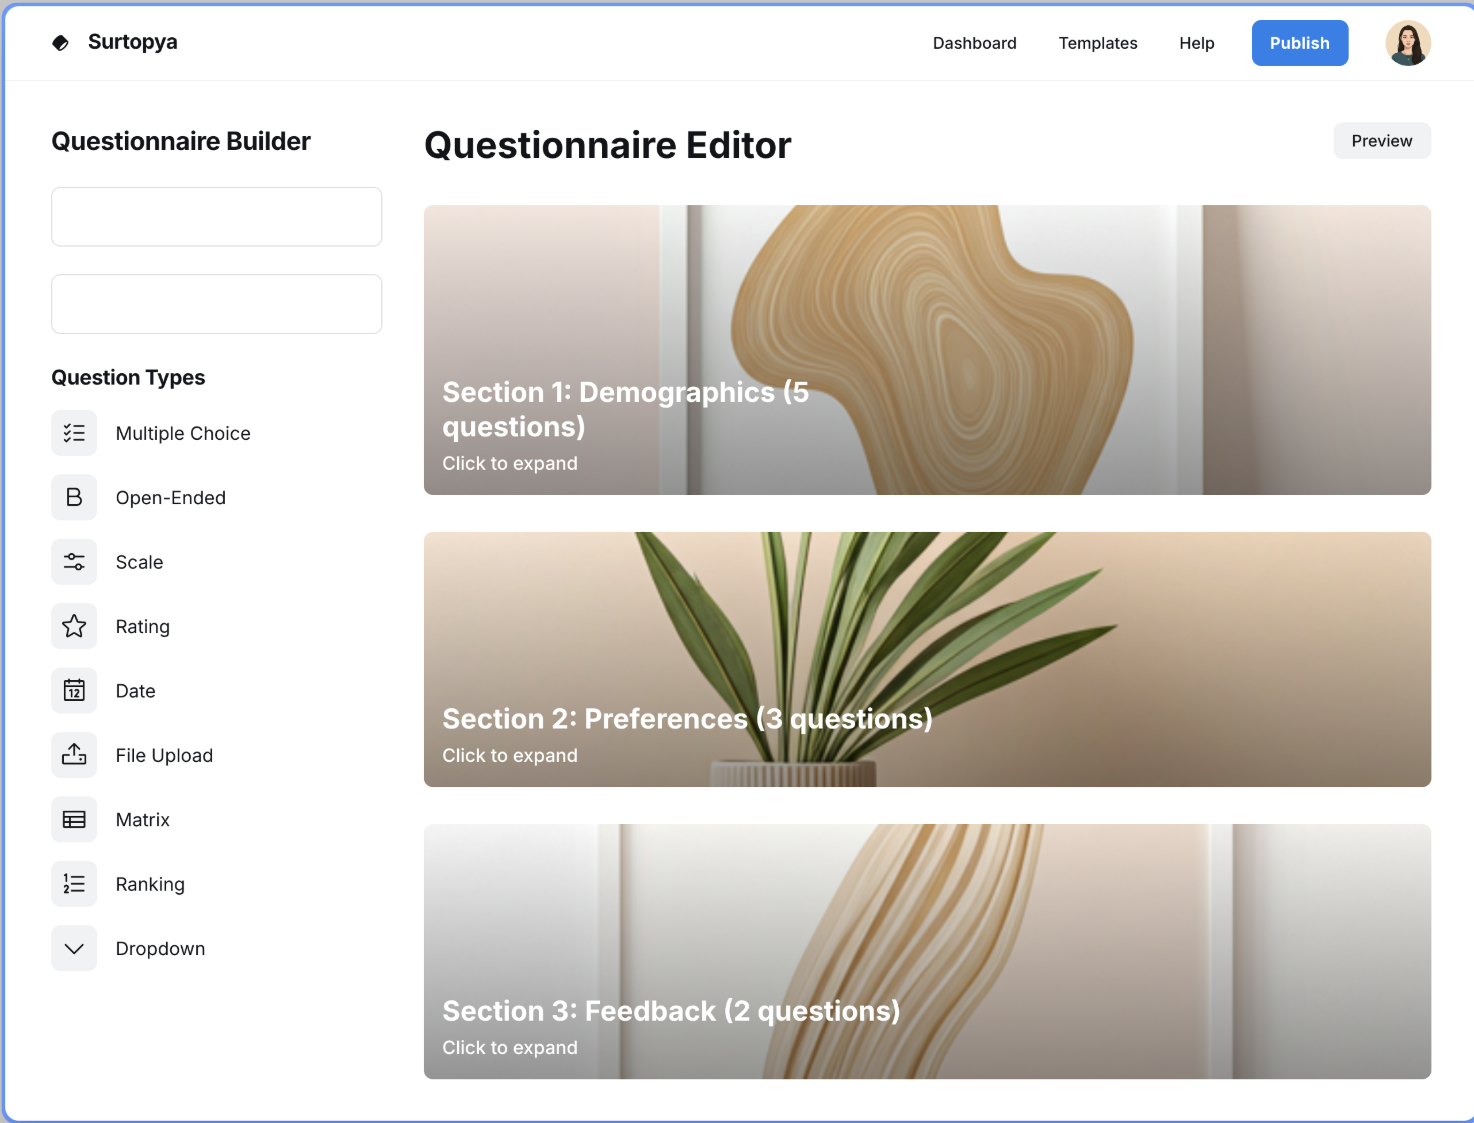 Surtopya
Dashboard
Templates
Help
Publish
Questionnaire Builder
Question Types
Multiple Choice
B
Open-Ended
Scale
Rating
12
Date
File Upload
Matrix
1
2
Ranking
Dropdown
Questionnaire Editor
Preview
Section 1: Demographics (5
questions)
Click to expand
Section 2: Preferences (3 questions)
Click to expand
Section 3: Feedback (2 questions)
Click to expand